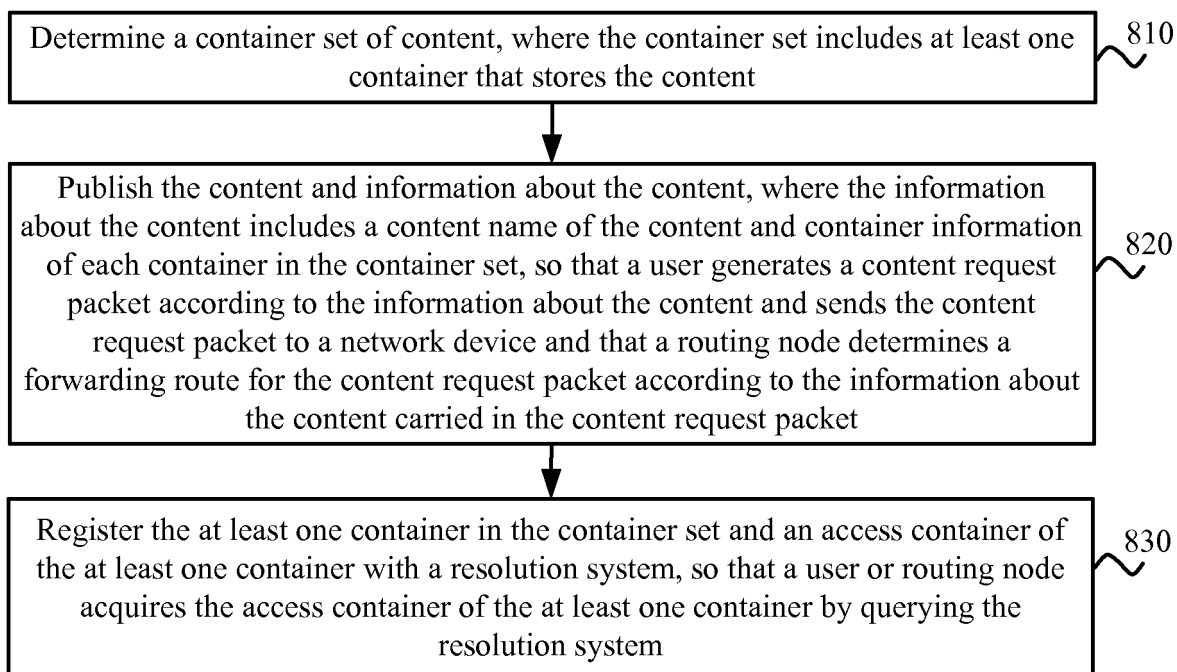 Determine a container set of content, where the container set includes at least one
container that stores the content
810
Publish the content and information about the content, where the information
about the content includes a content name of the content and container information
of each container in the container set, so that a user generates a content request
packet according to the information about the content and sends the content
request packet to a network device and that a routing node determines a
forwarding route for the content request packet according to the information about
the content carried in the content request packet
820
Register the at least one container in the container set and an access container of
the at least one container with a resolution system, so that a user or routing node
acquires the access container of the at least one container by querying the
resolution system
830